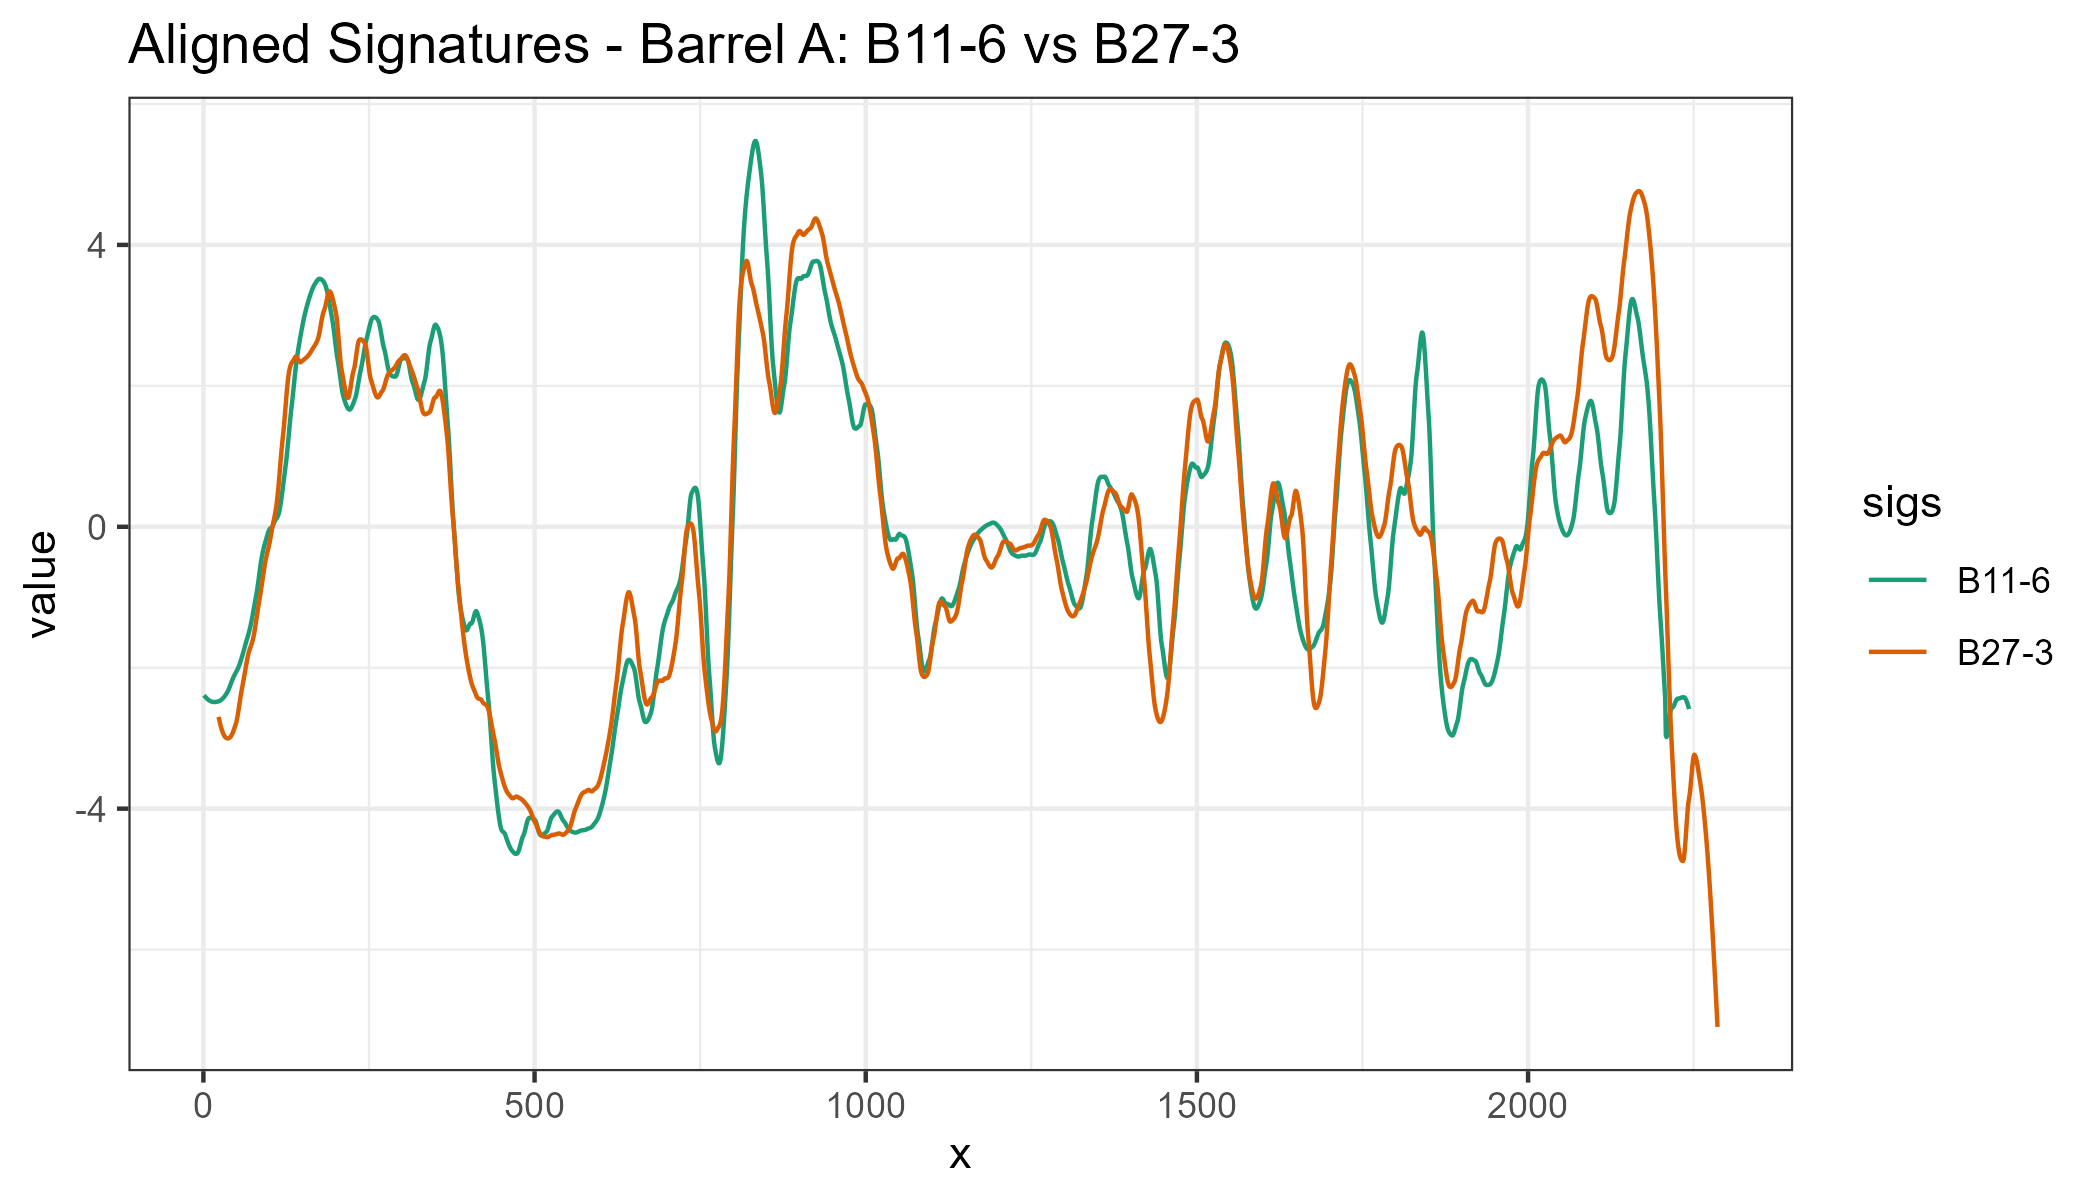 Aligned Signatures - Barrel A: B11-6 vs B27-3
4
0
-4
value
0 500 1000 1500 2000
x
sigs
B11-6
B27-3